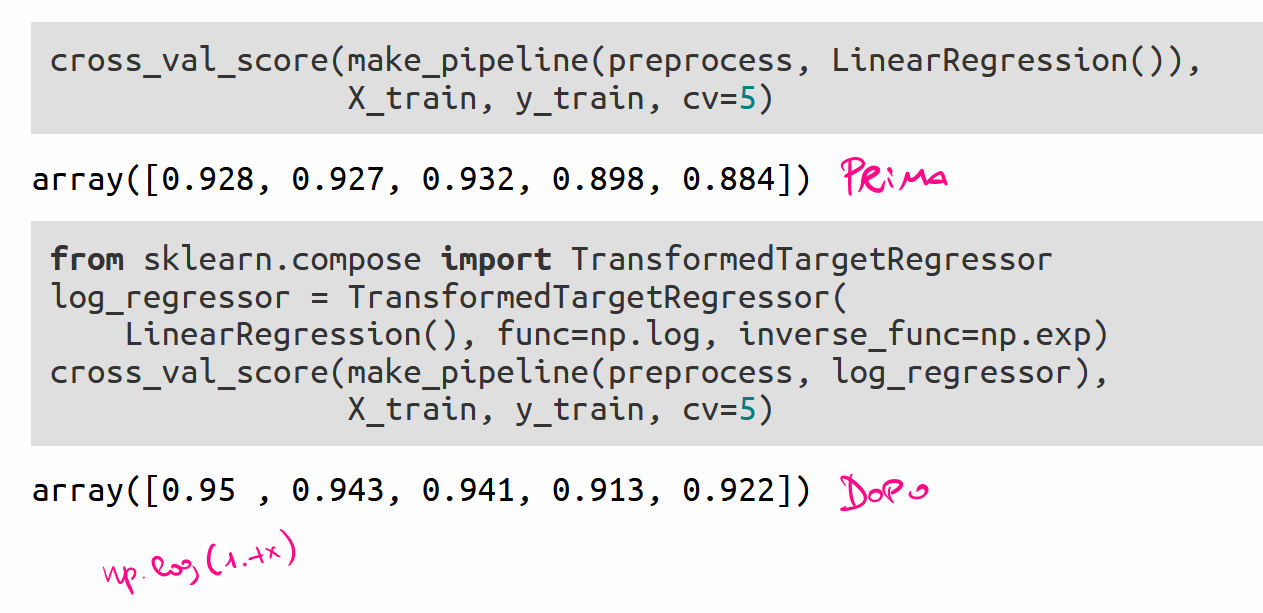 cross_val_score(make_pipeline(preprocess, LinearRegression()),
X_train, y_train, cv=5)
array([0.928, 0.927, 0.932, 0.898, 0.884]) PRiMA
from sklearn.compose import TransformedTargetRegressor
log_regressor = TransformedTargetRegressor(
LinearRegression(), func=np.log, inverse_func=np.exp)
cross_val_score(make_pipeline(preprocess, log_regressor),
X_train, y_train, cv=5)
array([0.95 , 0.943, 0.941, 0.913, 0.922]) DoPo
np.log(1.+x)